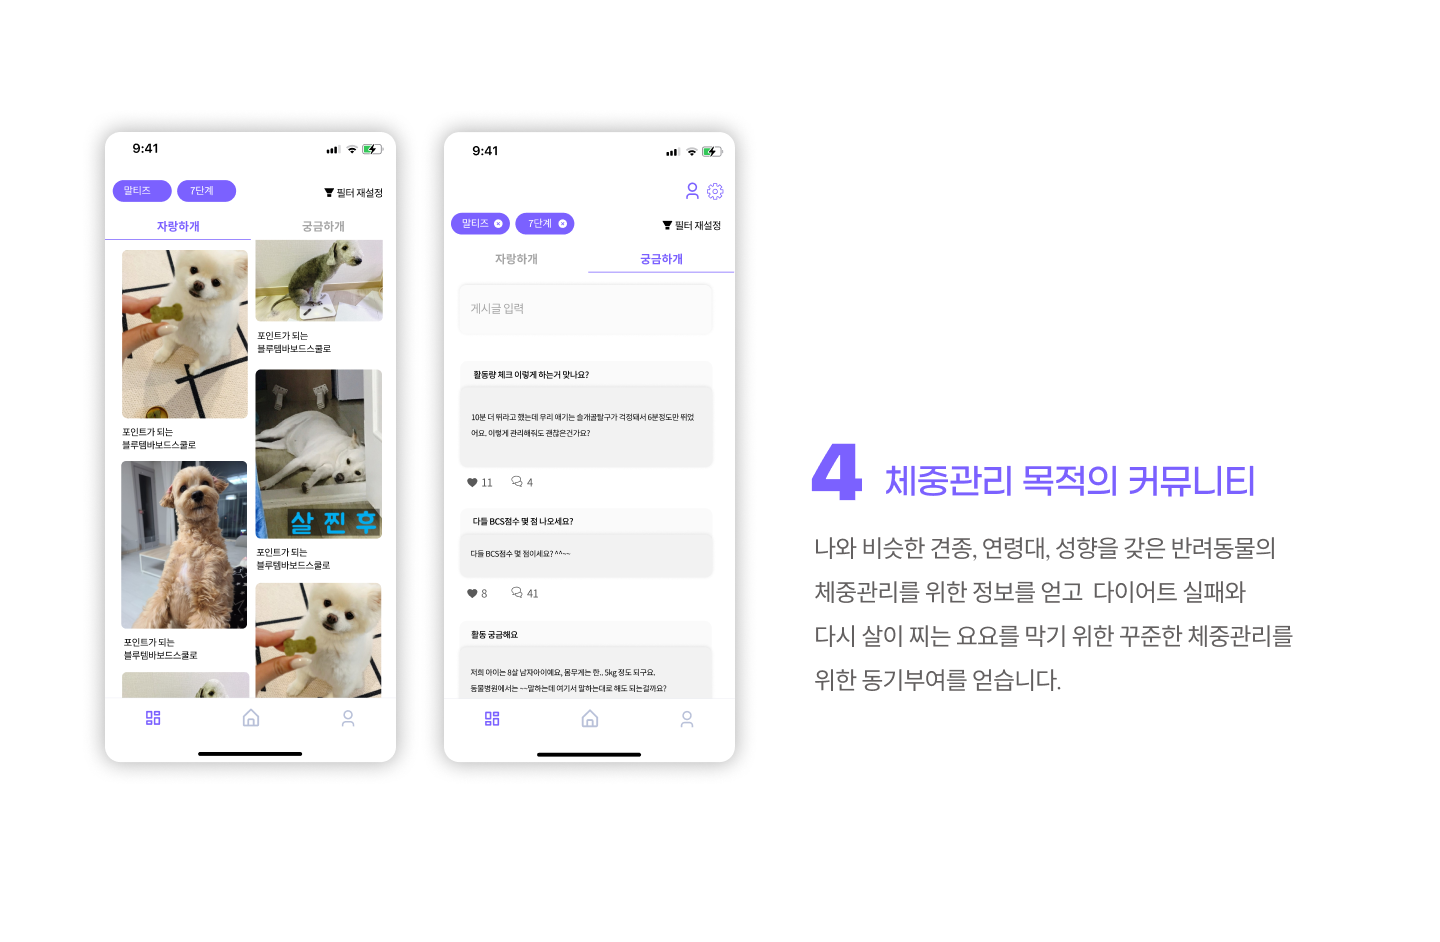 9:41
말티즈
7단계
필터 재설정
자랑하개
궁금하개
포인트가 되는
블루템바보드스쿨로
포인트가 되는
블루템바보드스쿨로
살 찐 후
포인트가 되는
블루템바보드스쿨로
포인트가 되는
블루템바보드스쿨로
9:41
말티즈
7단계
필터 재설정
자랑하개
궁금하개
게시글 입력
활동량 체크 이렇게 하는거 맞나요?
10분 더 뛰라고 했는데 우리 애기는 슬개골탈구가 걱정돼서 6분정도만 뛰었
어요. 이렇게 관리해줘도 괜찮은건가요?
11
4
다들 BCS점수 몇 점 나오세요?
다들 BCS점수 몇 점이세요? ^^~~
8
41
활동 궁금해요
저희 아이는 8살 남자아이예요, 몸무게는 한.. 5kg 정도 되구요.
동물병원에서는 ~~말하는데 여기서 말하는대로 해도 되는걸까요?
4 체중관리 목적의 커뮤니티
나와 비슷한 견종, 연령대, 성향을 갖은 반려동물의
체중관리를 위한 정보를 얻고 다이어트 실패와
다시 살이 찌는 요요를 막기 위한 꾸준한 체중관리를
위한 동기부여를 얻습니다.